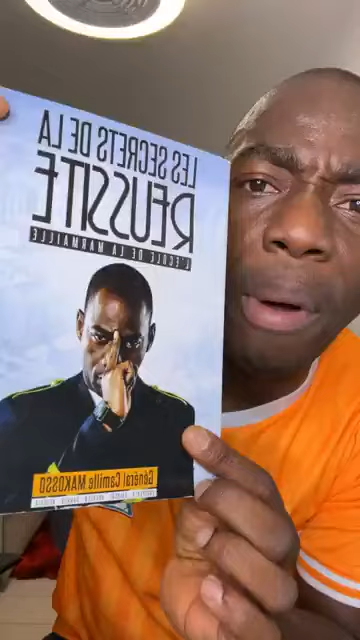 LES SECRETS DE LA
RÉUSSITE
L'ÉCOLE DE LA MARMAILLE
Général Camille MAKOSSO